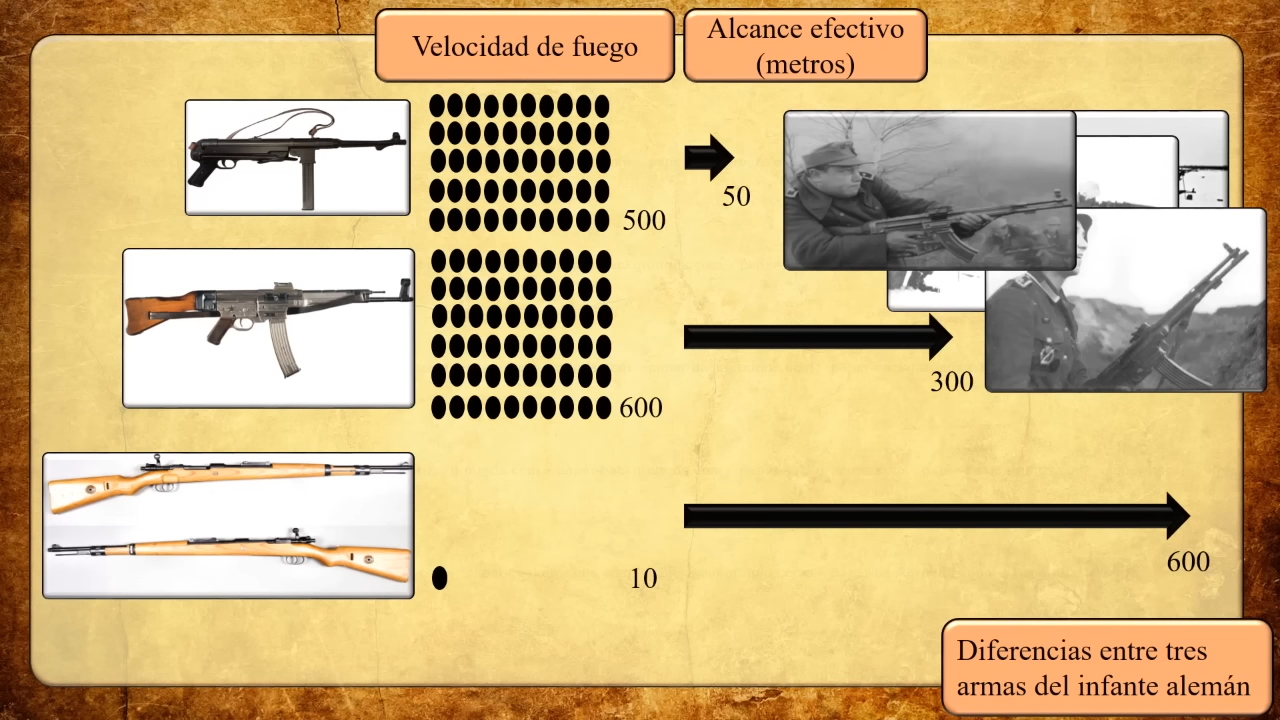 Velocidad de fuego
Alcance efectivo
(metros)
500
50
600
300
10
600
Diferencias entre tres
armas del infante alemán